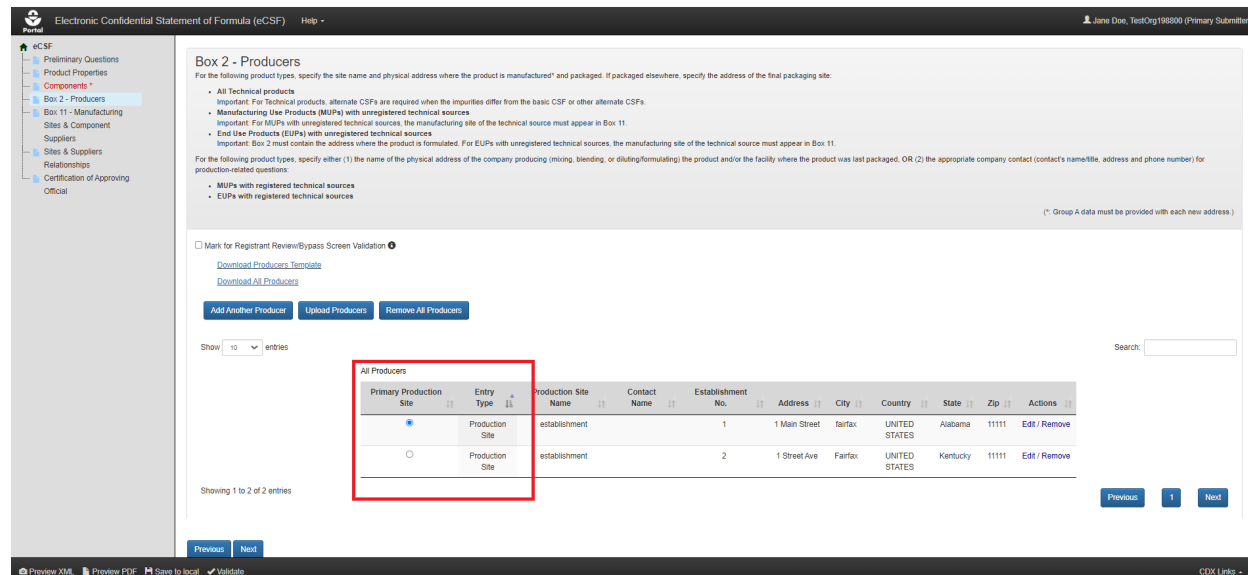 Portal
Electronic Confidential Statement of Formula (eCSF) Help
Jane Doe, TestOrg198800 (Primary Submitter
eCSF
Preliminary Questions
Product Properties
Components *
Box 2 - Producers
Box 11 - Manufacturing
Sites & Component
Suppliers
Sites & Suppliers
Relationships
Certification of Approving
Official
Box 2 - Producers
For the following product types, specify the site name and physical address where the product is manufactured* and packaged. If packaged elsewhere, specify the address of the final packaging site:
• All Technical products
Important: For Technical products, alternate CSFs are required when the impurities differ from the basic CSF or other alternate CSFs.
• Manufacturing Use Products (MUPs) with unregistered technical sources
Important: For MUPs with unregistered technical sources, the manufacturing site of the technical source must appear in Box 11.
• End Use Products (EUPs) with unregistered technical sources
Important: Box 2 must contain the address where the product is formulated. For EUPs with unregistered technical sources, the manufacturing site of the technical source must appear in Box 11.
For the following product types, specify either (1) the name of the physical address of the company producing (mixing, blending, or diluting/formulating) the product and/or the facility where the product was last packaged, OR (2) the appropriate company contact (contact's name/title, address and phone number) for
production-related questions:
• MUPs with registered technical sources
• EUPs with registered technical sources
(*: Group A data must be provided with each new address.)
Mark for Registrant Review/Bypass Screen Validation
Download Producers Template
Download All Producers
Add Another Producer Upload Producers Remove All Producers
Show 10 entries Search:
All Producers
Primary Production Entry Production Site Contact Establishment
Site Type Name Name No. Address City Country State Zip Actions
Production establishment 1 1 Main Street fairfax UNITED Alabama 11111 Edit / Remove
Site STATES
Production establishment 2 1 Street Ave Fairfax UNITED Kentucky 11111 Edit / Remove
Site STATES
Showing 1 to 2 of 2 entries Previous 1 Next
Previous Next
Preview XML Preview PDF Save to local Validate CDX Links